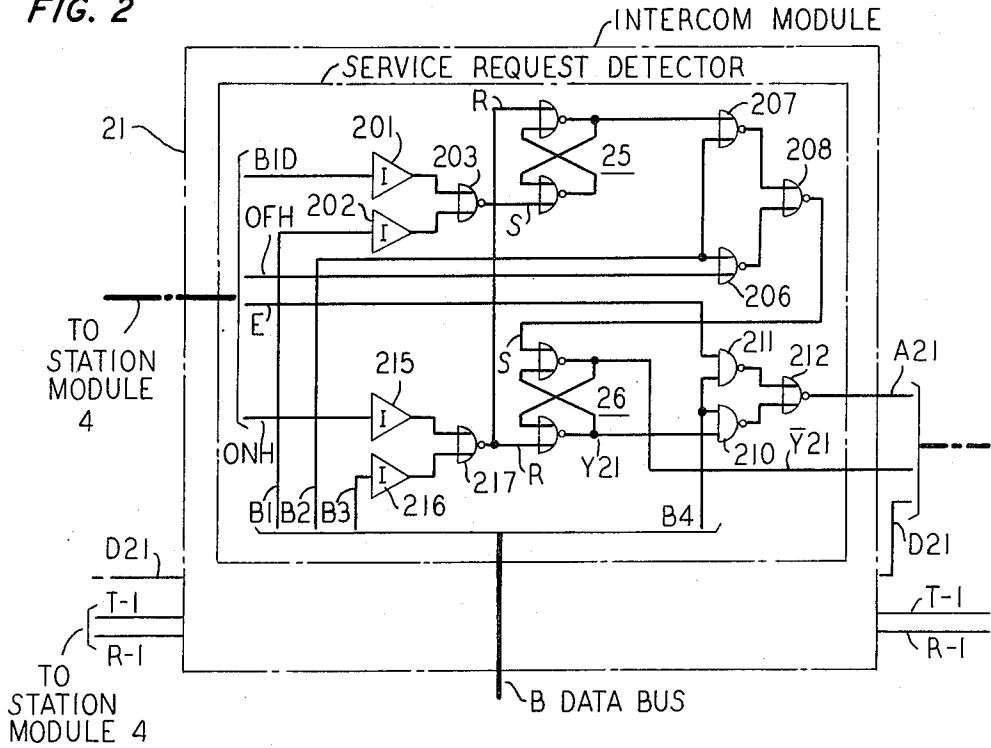 FIG. 2
INTERCOM MODULE
SERVICE REQUEST DETECTOR
21
R
207
201
203
25
208
BID
I
202
OFH
I
S
206
E
TO
STATION
MODULE
4
S
211
212
A21
215
26
I
210
ONH
217
R
Y21
Y̅21
I
216
B1
B2
B3
B4
D21
D21
T-1
T-1
R-1
R-1
TO
STATION
MODULE 4
B DATA BUS